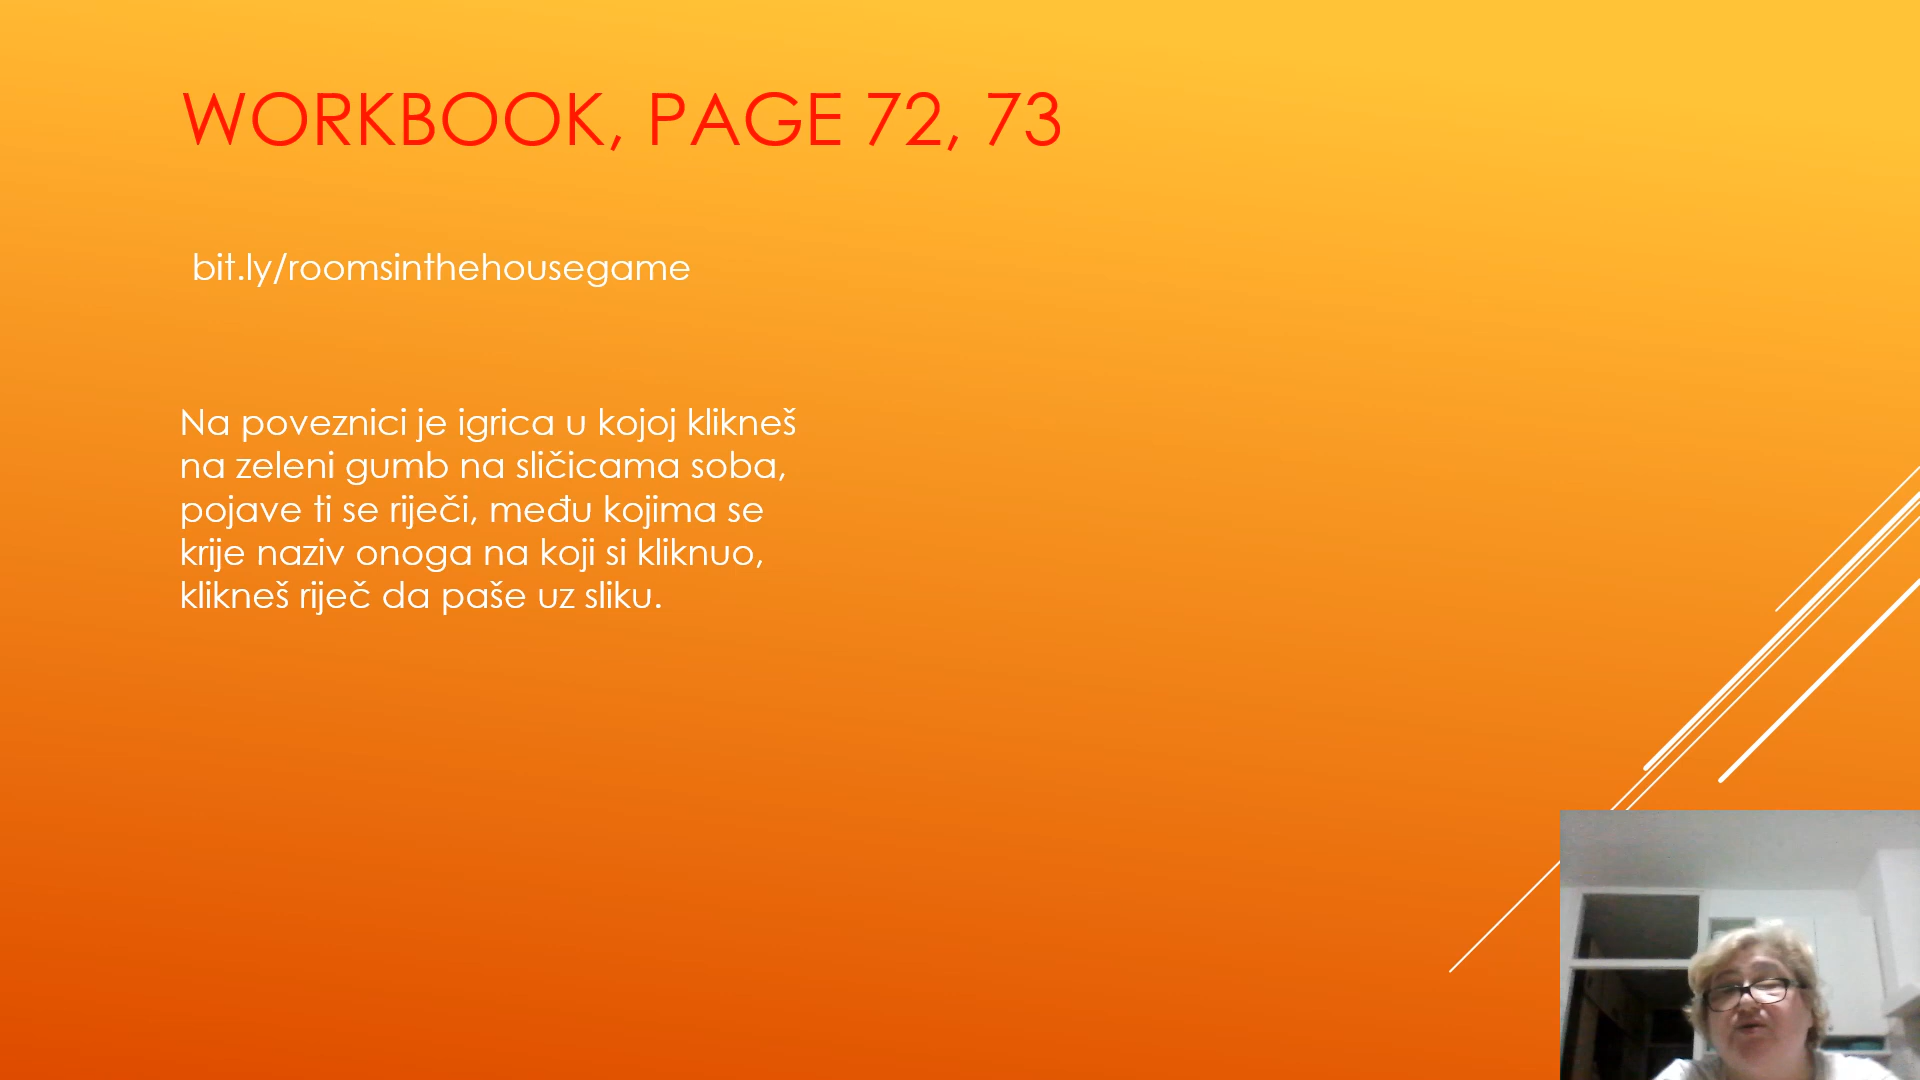 WORKBOOK, PAGE 72, 73
bit.ly/roomsinthehousegame
Na poveznici je igrica u kojoj klikneš
na zeleni gumb na sličicama soba,
pojave ti se riječi, među kojima se
krije naziv onoga na koji si kliknuo,
klikneš riječ da paše uz sliku.